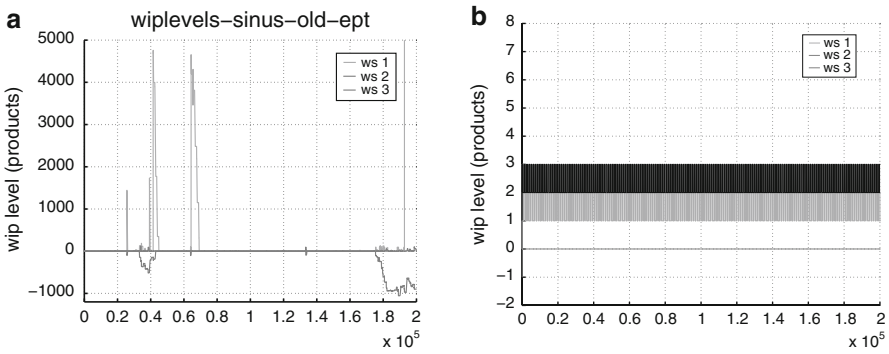 a
wiplevels−sinus−old−ept
wip level (products)
5000
4000
3000
2000
1000
0
−1000
ws 1
ws 2
ws 3
0 0.2 0.4 0.6 0.8 1 1.2 1.4 1.6 1.8 2
x 10^5
b
wip level (products)
8
7
6
5
4
3
2
1
0
−1
−2
ws 1
ws 2
ws 3
0 0.2 0.4 0.6 0.8 1 1.2 1.4 1.6 1.8 2
x 10^5